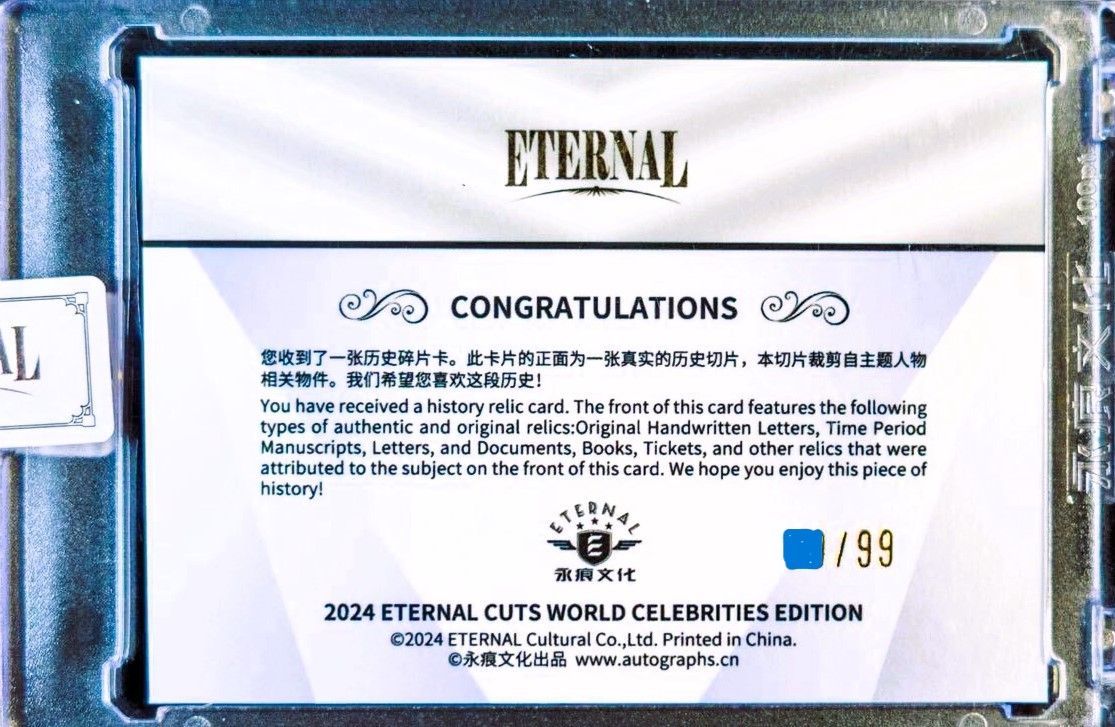 ETERNAL
CONGRATULATIONS
您收到了一张历史碎片卡。此卡片的正面为一张真实的历史切片，本切片裁剪自主题人物
相关物件。我们希望您喜欢这段历史！
You have received a history relic card. The front of this card features the following
types of authentic and original relics:Original Handwritten Letters, Time Period
Manuscripts, Letters, and Documents, Books, Tickets, and other relics that were
attributed to the subject on the front of this card. We hope you enjoy this piece of
history!
ETERNAL
永痕文化
/99
2024 ETERNAL CUTS WORLD CELEBRITIES EDITION
©2024 ETERNAL Cultural Co.,Ltd. Printed in China.
©永痕文化出品 www.autographs.cn
AL
永痕文化
100pt